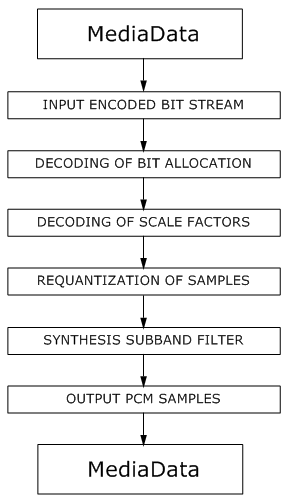 MediaData
INPUT ENCODED BIT STREAM
DECODING OF BIT ALLOCATION
DECODING OF SCALE FACTORS
REQUANTIZATION OF SAMPLES
SYNTHESIS SUBBAND FILTER
OUTPUT PCM SAMPLES
MediaData